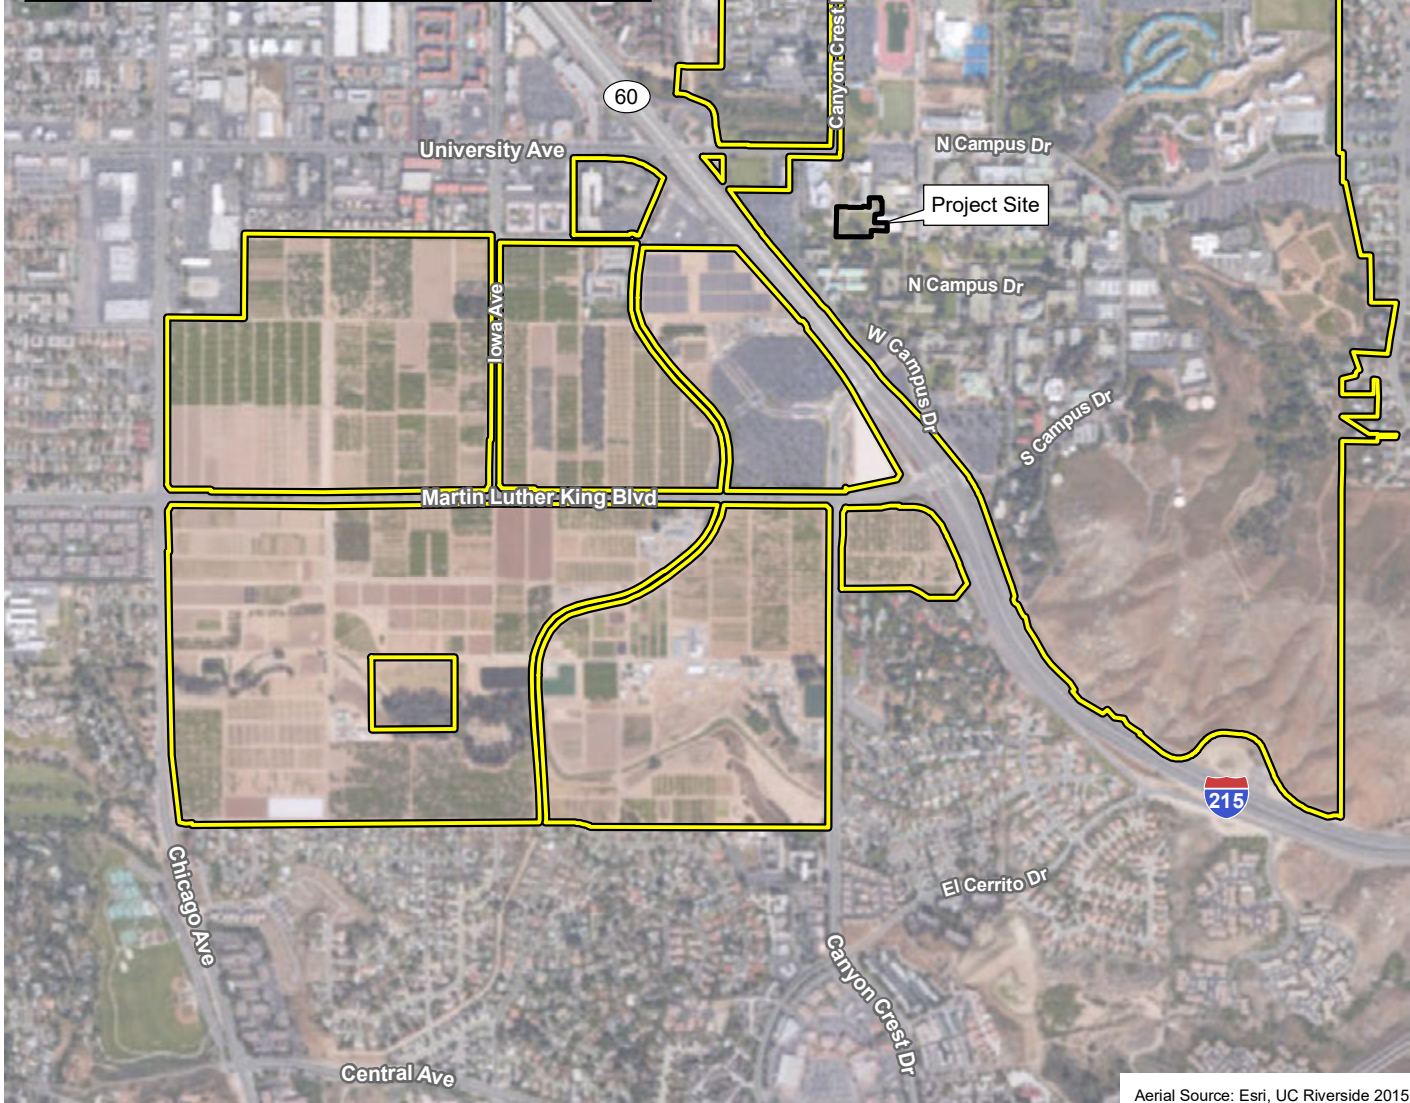 Canyon Crest
60
University Ave
N Campus Dr
Project Site
N Campus Dr
Iowa Ave
W Campus Dr
S Campus Dr
Martin Luther King Blvd
215
Chicago Ave
El Cerrito Dr
Canyon Crest Dr
Central Ave
Aerial Source: Esri, UC Riverside 2015